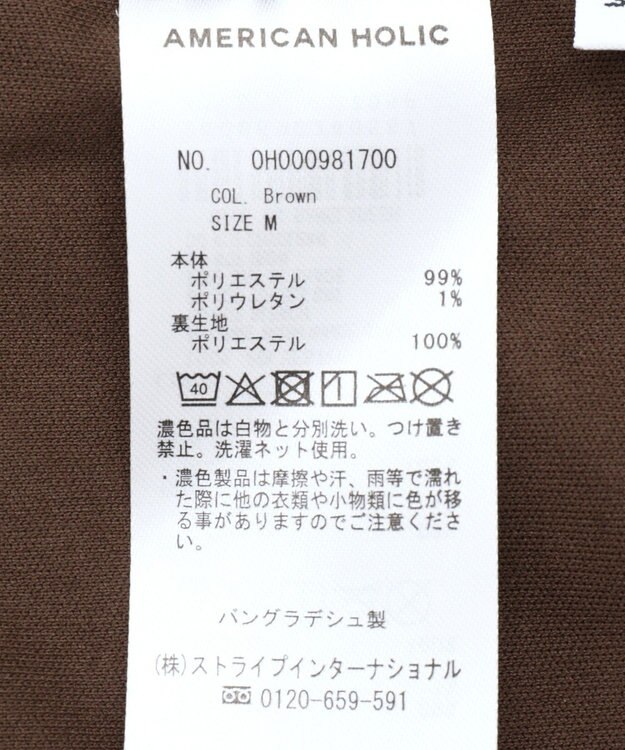 AMERICAN HOLIC
NO. 0H000981700
COL. Brown
SIZE M
本体
ポリエステル 99%
ポリウレタン 1%
裏生地
ポリエステル 100%
40
濃色品は白物と分別洗い。つけ置き
禁止。洗濯ネット使用。
・濃色製品は摩擦や汗、雨等で濡れ
た際に他の衣類や小物類に色が移
る事がありますのでご注意くださ
い。
バングラデシュ製
(株)ストライプインターナショナル
0120-659-591